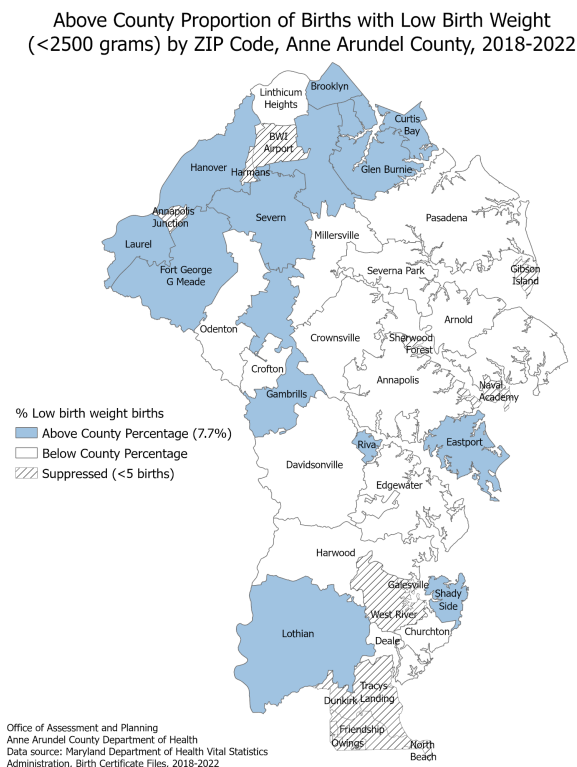 Above County Proportion of Births with Low Birth Weight
(<2500 grams) by ZIP Code, Anne Arundel County, 2018-2022
Brooklyn
Linthicum
Heights
Curtis
Bay
BWI
Airport
Hanover
Harmans
Glen Burnie
Annapolis
Junction
Severn
Pasadena
Millersville
Laurel
Fort George
G Meade
Severna Park
Gibson
Island
Odenton
Crownsville
Sherwood
Forest
Arnold
Crofton
Annapolis
Naval
Academy
Gambrills
% Low birth weight births
Above County Percentage (7.7%)
Below County Percentage
Suppressed (<5 births)
Riva
Eastport
Davidsonville
Edgewater
Harwood
Galesville
Shady
Side
West River
Lothian
Churchton
Deale
Tracys
Landing
Dunkirk
Friendship
Owings
North
Beach
Office of Assessment and Planning
Anne Arundel County Department of Health
Data source: Maryland Department of Health Vital Statistics
Administration. Birth Certificate Files. 2018-2022